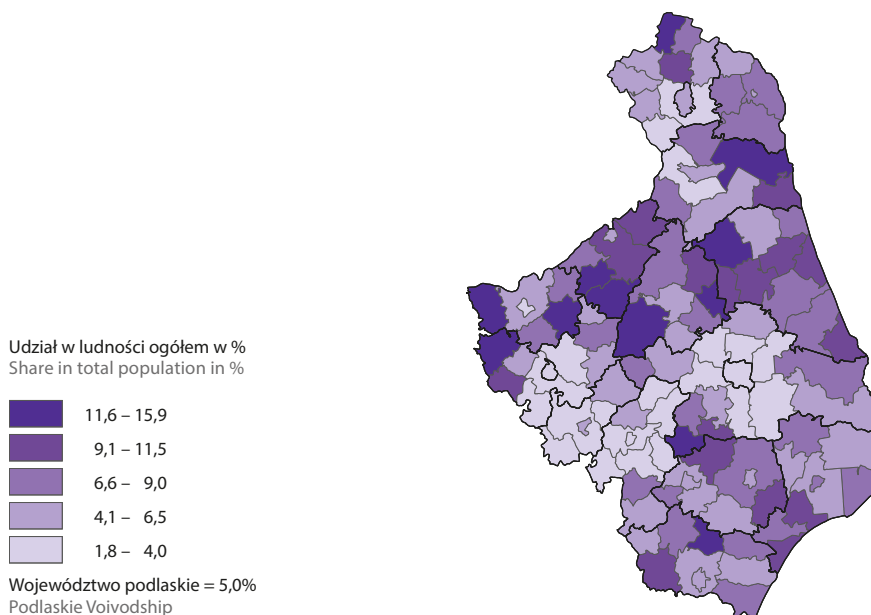 Udział w ludności ogółem w %
Share in total population in %
11,6 – 15,9
9,1 – 11,5
6,6 – 9,0
4,1 – 6,5
1,8 – 4,0
Województwo podlaskie = 5,0%
Podlaskie Voivodship